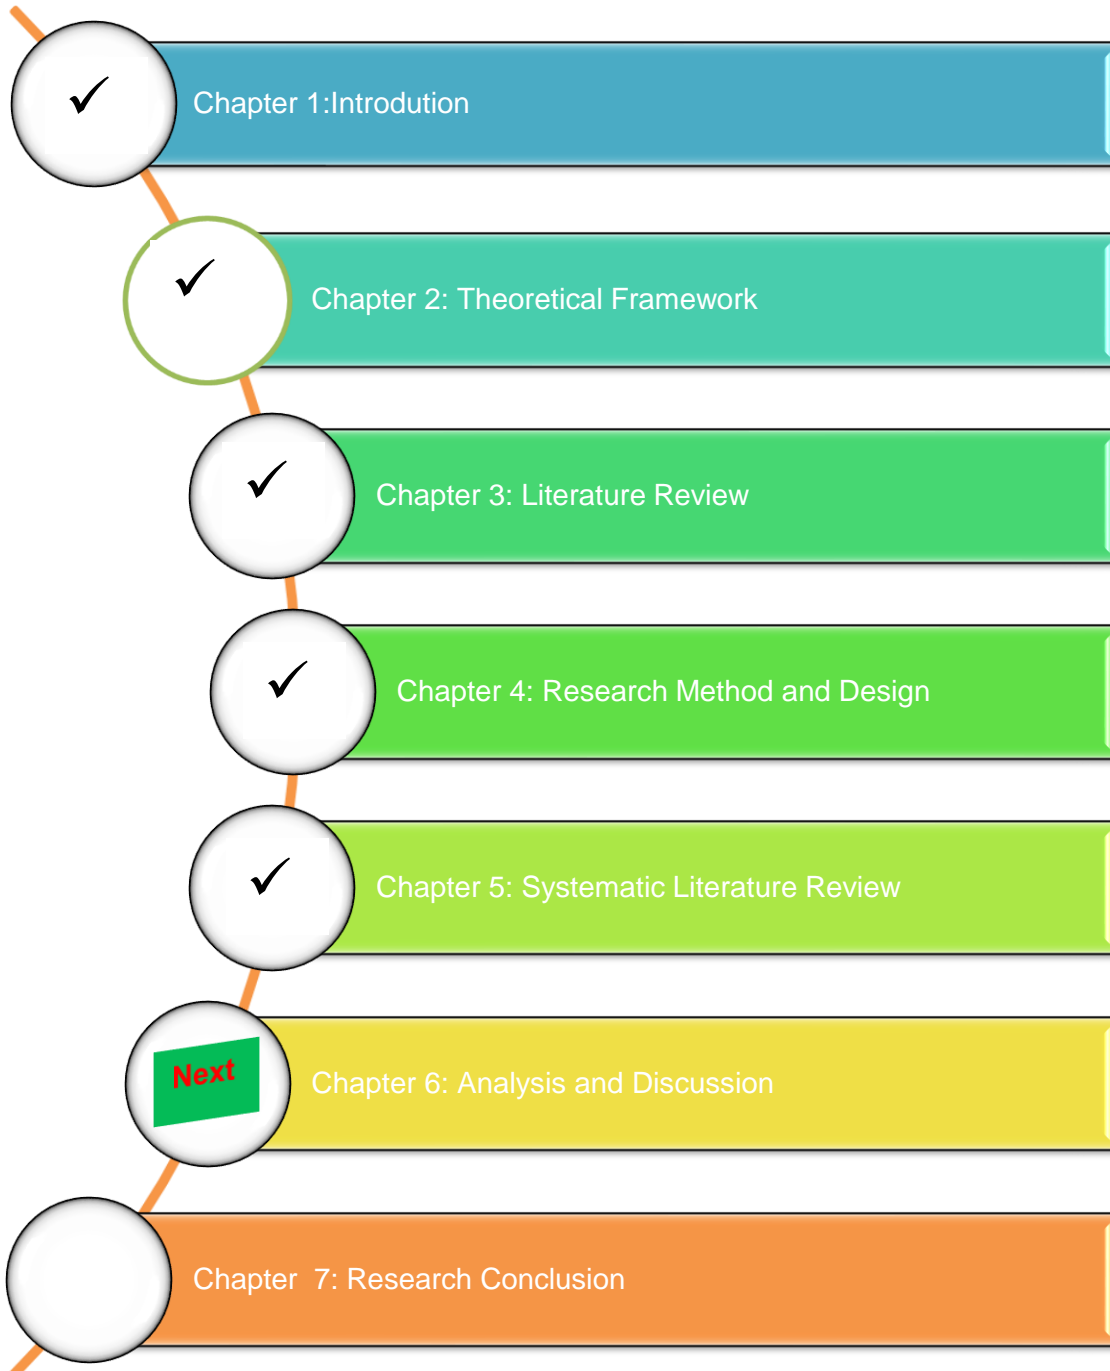 Chapter 1:Introdution
Chapter 2: Theoretical Framework
Chapter 3: Literature Review
Chapter 4: Research Method and Design
Chapter 5: Systematic Literature Review
Next
Chapter 6: Analysis and Discussion
Chapter  7: Research Conclusion